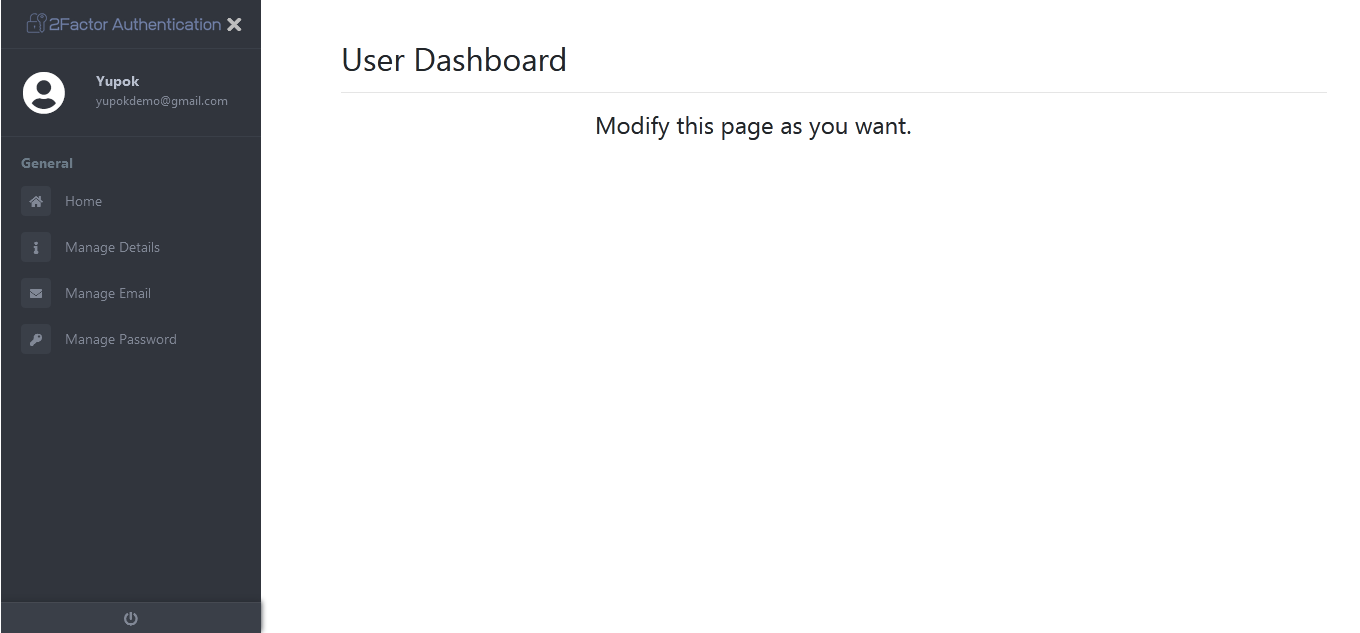 2Factor Authentication
Yupok
yupokdemo@gmail.com
General
Home
Manage Details
Manage Email
Manage Password
User Dashboard
Modify this page as you want.